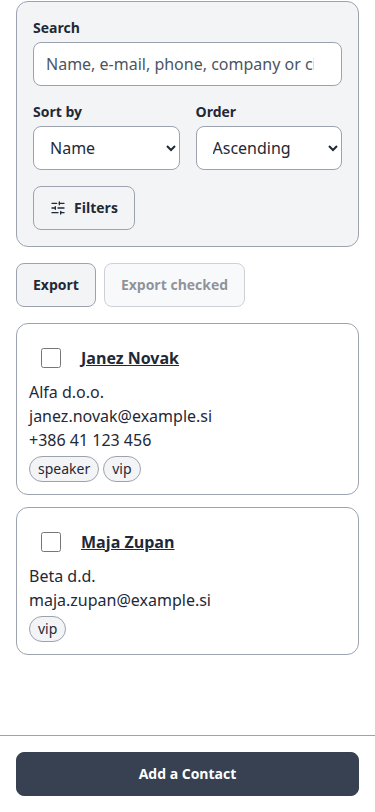 Search
Name, e-mail, phone, company or c
Sort by
Order
Name
Ascending
Filters
Export
Export checked
Janez Novak
Alfa d.o.o.
janez.novak@example.si
+386 41 123 456
speaker
vip
Maja Zupan
Beta d.d.
maja.zupan@example.si
vip
Add a Contact